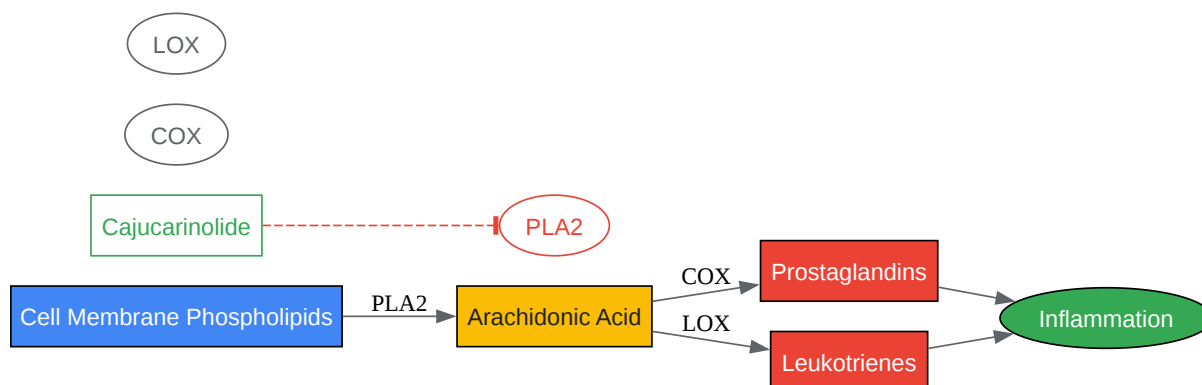 LOX
COX
Cajucarinolide
PLA2
Cell Membrane Phospholipids
PLA2
Arachidonic Acid
COX
LOX
Prostaglandins
Leukotrienes
Inflammation